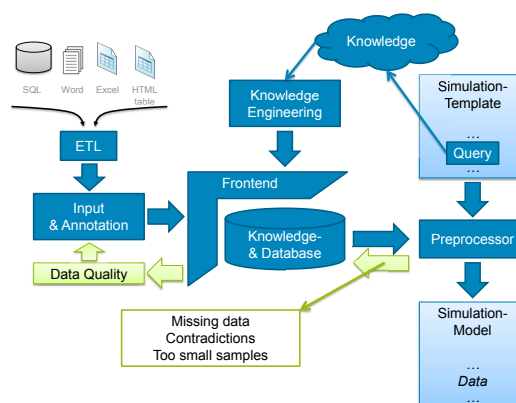 SQL
Word
Excel
HTML
table
ETL
Input
& Annotation
Data Quality
Knowledge
Knowledge
Engineering
Frontend
Knowledge-
& Database
Missing data
Contradictions
Too small samples
Simulation-
Template
...
Query
...
Preprocessor
Simulation-
Model
...
Data
...